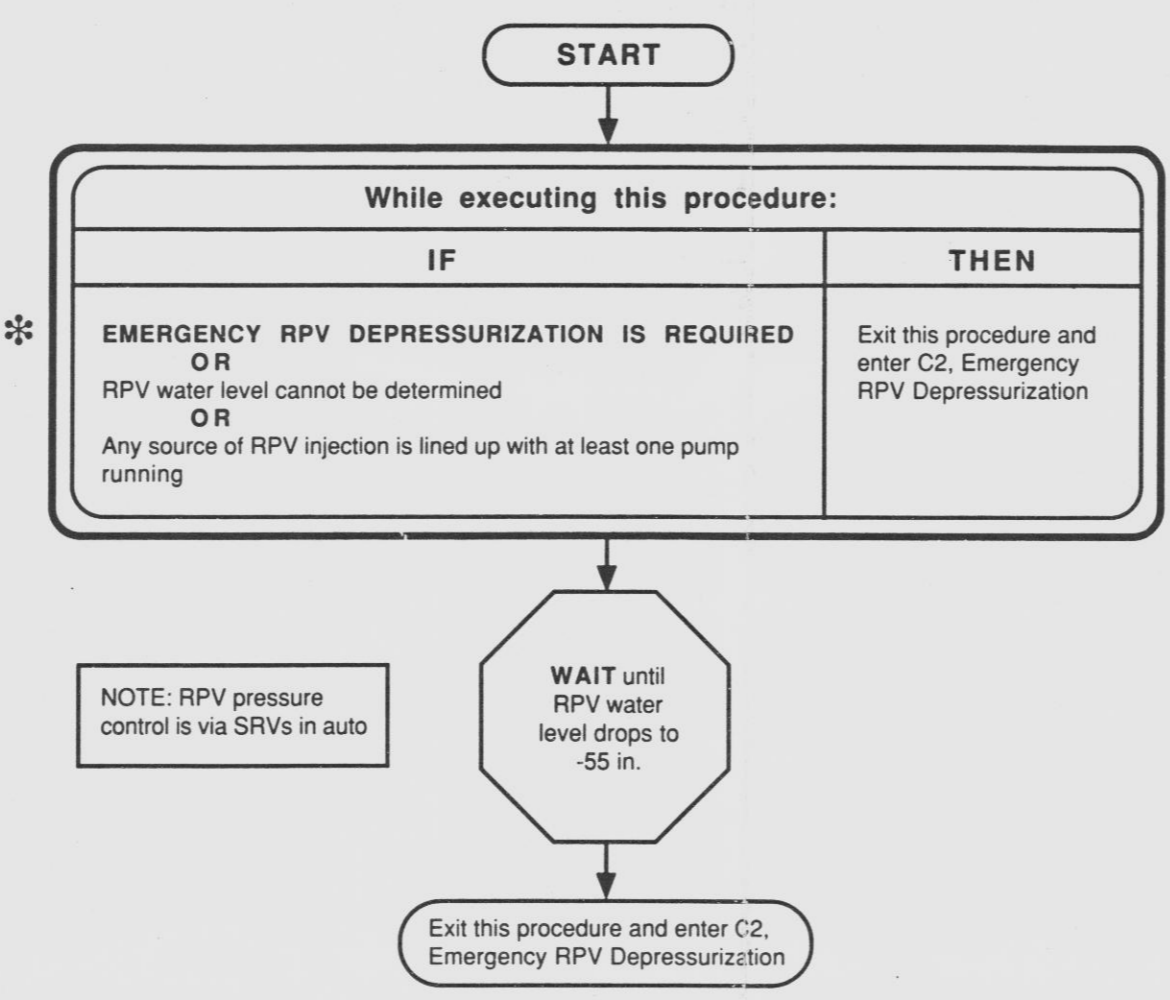 START
While executing this procedure:
IF
THEN
EMERGENCY RPV DEPRESSURIZATION IS REQUIRED
OR
RPV water level cannot be determined
OR
Any source of RPV injection is lined up with at least one pump
running
Exit this procedure and
enter C2, Emergency
RPV Depressurization
*
NOTE: RPV pressure
control is via SRVs in auto
WAIT until
RPV water
level drops to
-55 in.
Exit this procedure and enter C2,
Emergency RPV Depressurization